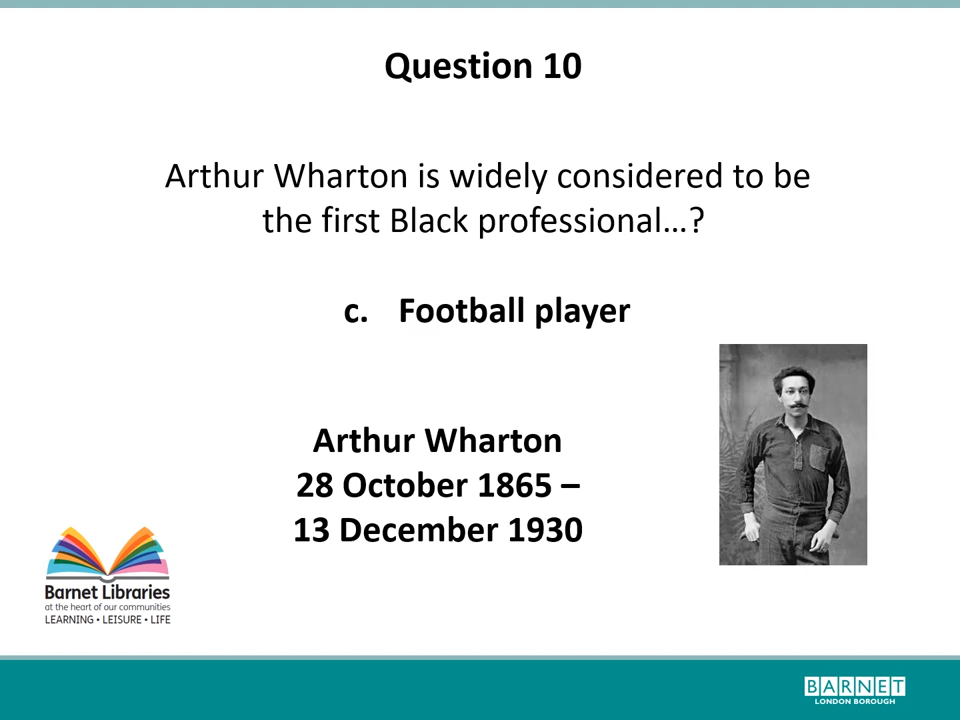 Question 10
Arthur Wharton is widely considered to be
the first Black professional…?
c. Football player
Arthur Wharton
28 October 1865 –
13 December 1930
Barnet Libraries
at the heart of our communities
LEARNING • LEISURE • LIFE
BARNET
LONDON BOROUGH